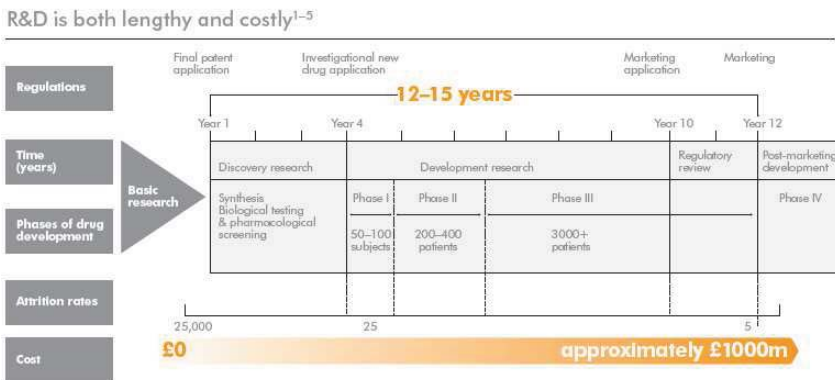 R&D is both lengthy and costly1–5
Final patent
application
Investigational new
drug application
Marketing
application
Marketing
Regulations
12–15 years
Year 1
Year 4
Year 10
Year 12
Time
(years)
Discovery research
Development research
Regulatory
review
Post-marketing
development
Basic
research
Phases of drug
development
Synthesis
Biological testing
& pharmacological
screening
Phase I
Phase II
Phase III
Phase IV
50–100
subjects
200–400
patients
3000+
patients
Attrition rates
25,000
25
5
Cost
£0
approximately £1000m